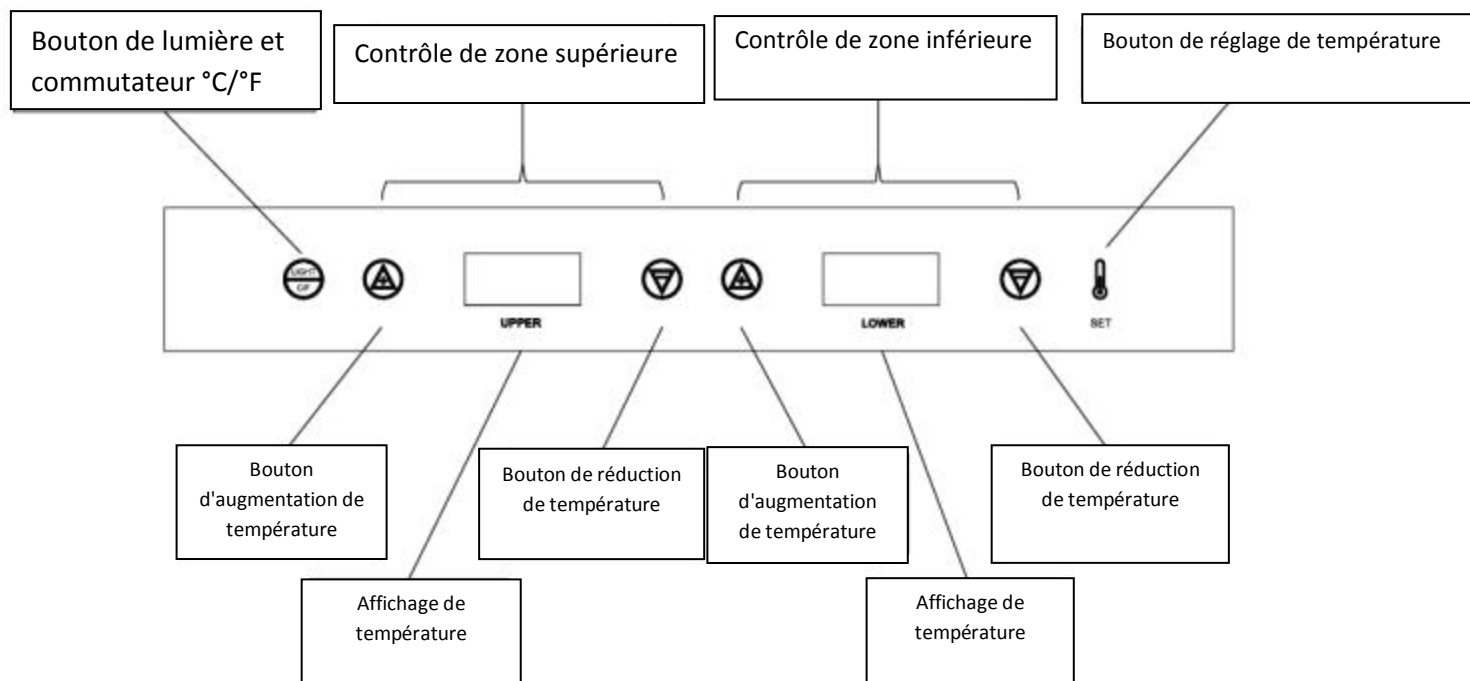 Bouton de lumière et
commutateur °C/°F
Contrôle de zone supérieure
Contrôle de zone inférieure
Bouton de réglage de température
LIGHT
C/F
UPPER
LOWER
SET
Bouton
d'augmentation de
température
Bouton de réduction
de température
Bouton
d'augmentation
de température
Bouton de réduction
de température
Affichage de
température
Affichage de
température